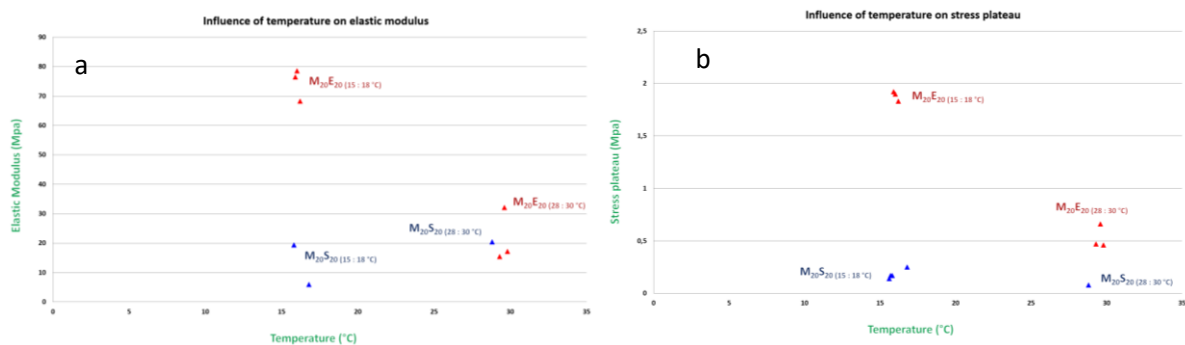 Influence of temperature on elastic modulus
a
Elastic Modulus (Mpa)
90
80
70
60
50
40
30
20
10
0
M20E20 (15 : 18 °C)
M20E20 (28 : 30 °C)
M20S20 (28 : 30 °C)
M20S20 (15 : 18 °C)
0 5 10 15 20 25 30 35
Temperature (°C)
Influence of temperature on stress plateau
b
Stress plateau (Mpa)
2,5
2
1,5
1
0,5
0
M20E20 (15 : 18 °C)
M20E20 (28 : 30 °C)
M20S20 (15 : 18 °C)
M20S20 (28 : 30 °C)
0 5 10 15 20 25 30 35
Temperature (°C)